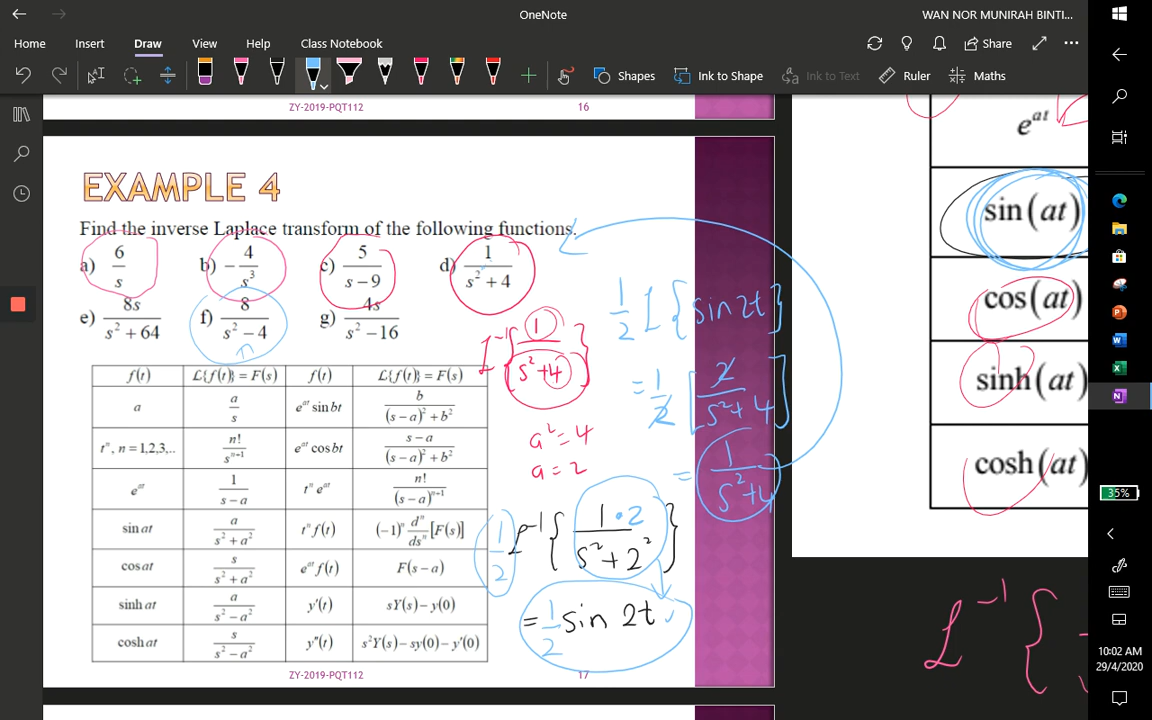 OneNote
WAN NOR MUNIRAH BINTI...
Home Insert Draw View Help Class Notebook
Share
Shapes Ink to Shape Ink to Text Ruler Maths
ZY-2019-PQT112 16
EXAMPLE 4
Find the inverse Laplace transform of the following functions.
a) 6/s b) -4/s³ c) 5/(s-9) d) 1/(s²+4)
e) 8s/(s²+64) f) 8/(s²-4) g) 4s/(s²-16)
f(t) L{f(t)} = F(s) f(t) L{f(t)} = F(s)
a a/s e^{at} sin bt b/((s-a)²+b²)
tⁿ, n = 1,2,3,... n!/s^{n+1} e^{at} cos bt (s-a)/((s-a)²+b²)
e^{at} 1/(s-a) tⁿ e^{at} n!/(s-a)^{n+1}
sin at a/(s²+a²) tⁿ f(t) (-1)ⁿ dⁿ/dsⁿ [F(s)]
cos at s/(s²+a²) e^{at} f(t) F(s-a)
sinh at a/(s²-a²) y'(t) sY(s)-y(0)
cosh at s/(s²-a²) y''(t) s²Y(s)-sy(0)-y'(0)
L⁻¹{1/(s²+4)}
a²=4
a=2
1/2 L⁻¹{1•2/(s²+2²)}
= 1/2 sin 2t
1/2 L{sin2t}
= 1/2 [2/(s²+4)]
= 1/(s²+4)
ZY-2019-PQT112 17
e^{at}
sin(at)
cos(at)
sinh(at)
cosh(at)
L⁻¹{
35%
10:02 AM
29/4/2020